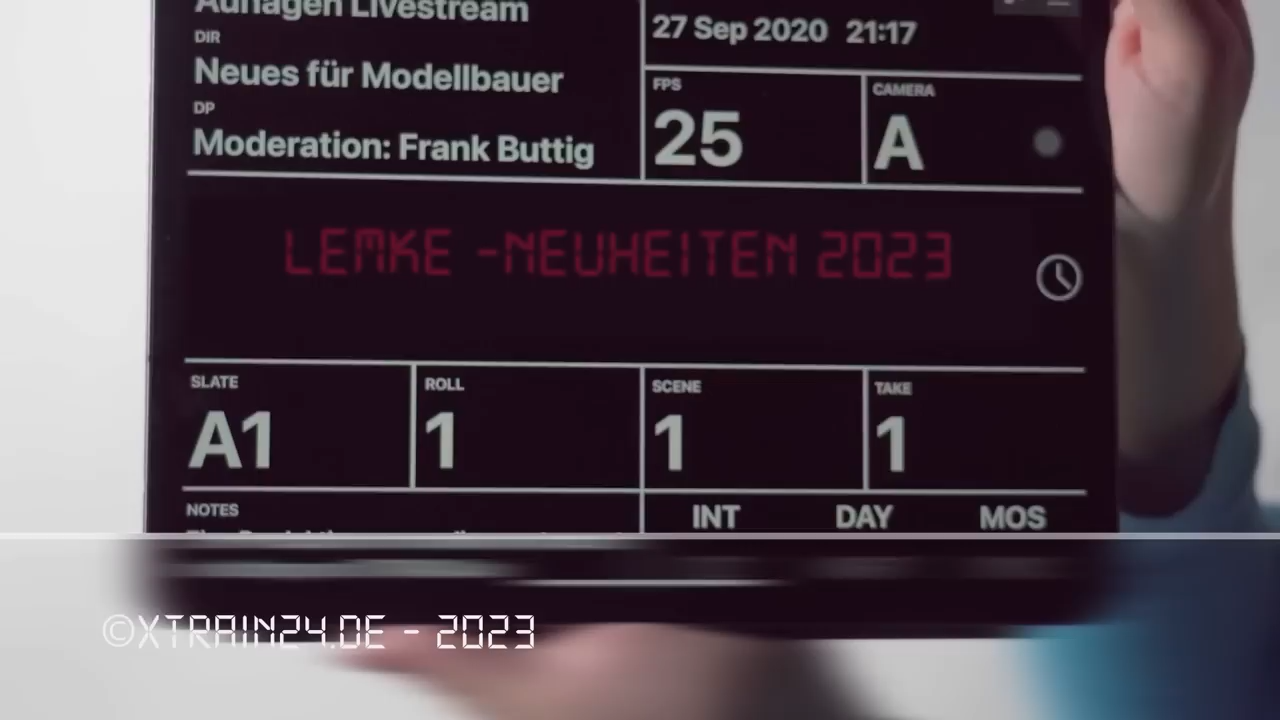 Auhagen Livestream
27 Sep 2020 21:17
DIR
Neues für Modellbauer
DP
Moderation: Frank Buttig
FPS
25
CAMERA
A
LEMKE -NEUHEITEN 2023
SLATE
A1
ROLL
1
SCENE
1
TAKE
1
NOTES
INT DAY MOS
©XTRAIN24.DE - 2023